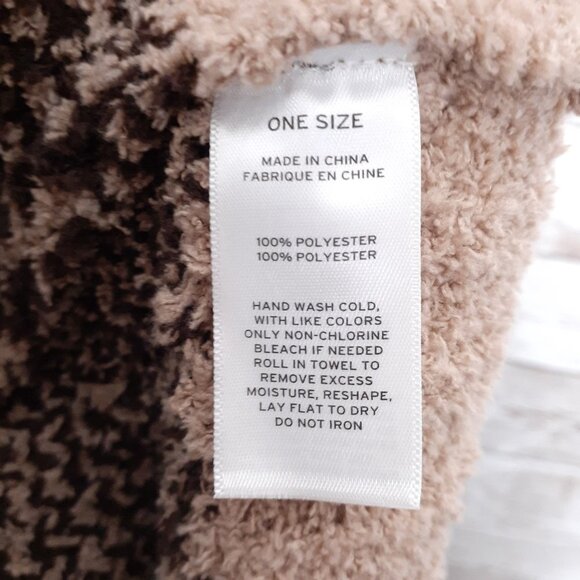 ONE SIZE
MADE IN CHINA
FABRIQUE EN CHINE
100% POLYESTER
100% POLYESTER
HAND WASH COLD,
WITH LIKE COLORS
ONLY NON-CHLORINE
BLEACH IF NEEDED
ROLL IN TOWEL TO
REMOVE EXCESS
MOISTURE, RESHAPE,
LAY FLAT TO DRY
DO NOT IRON